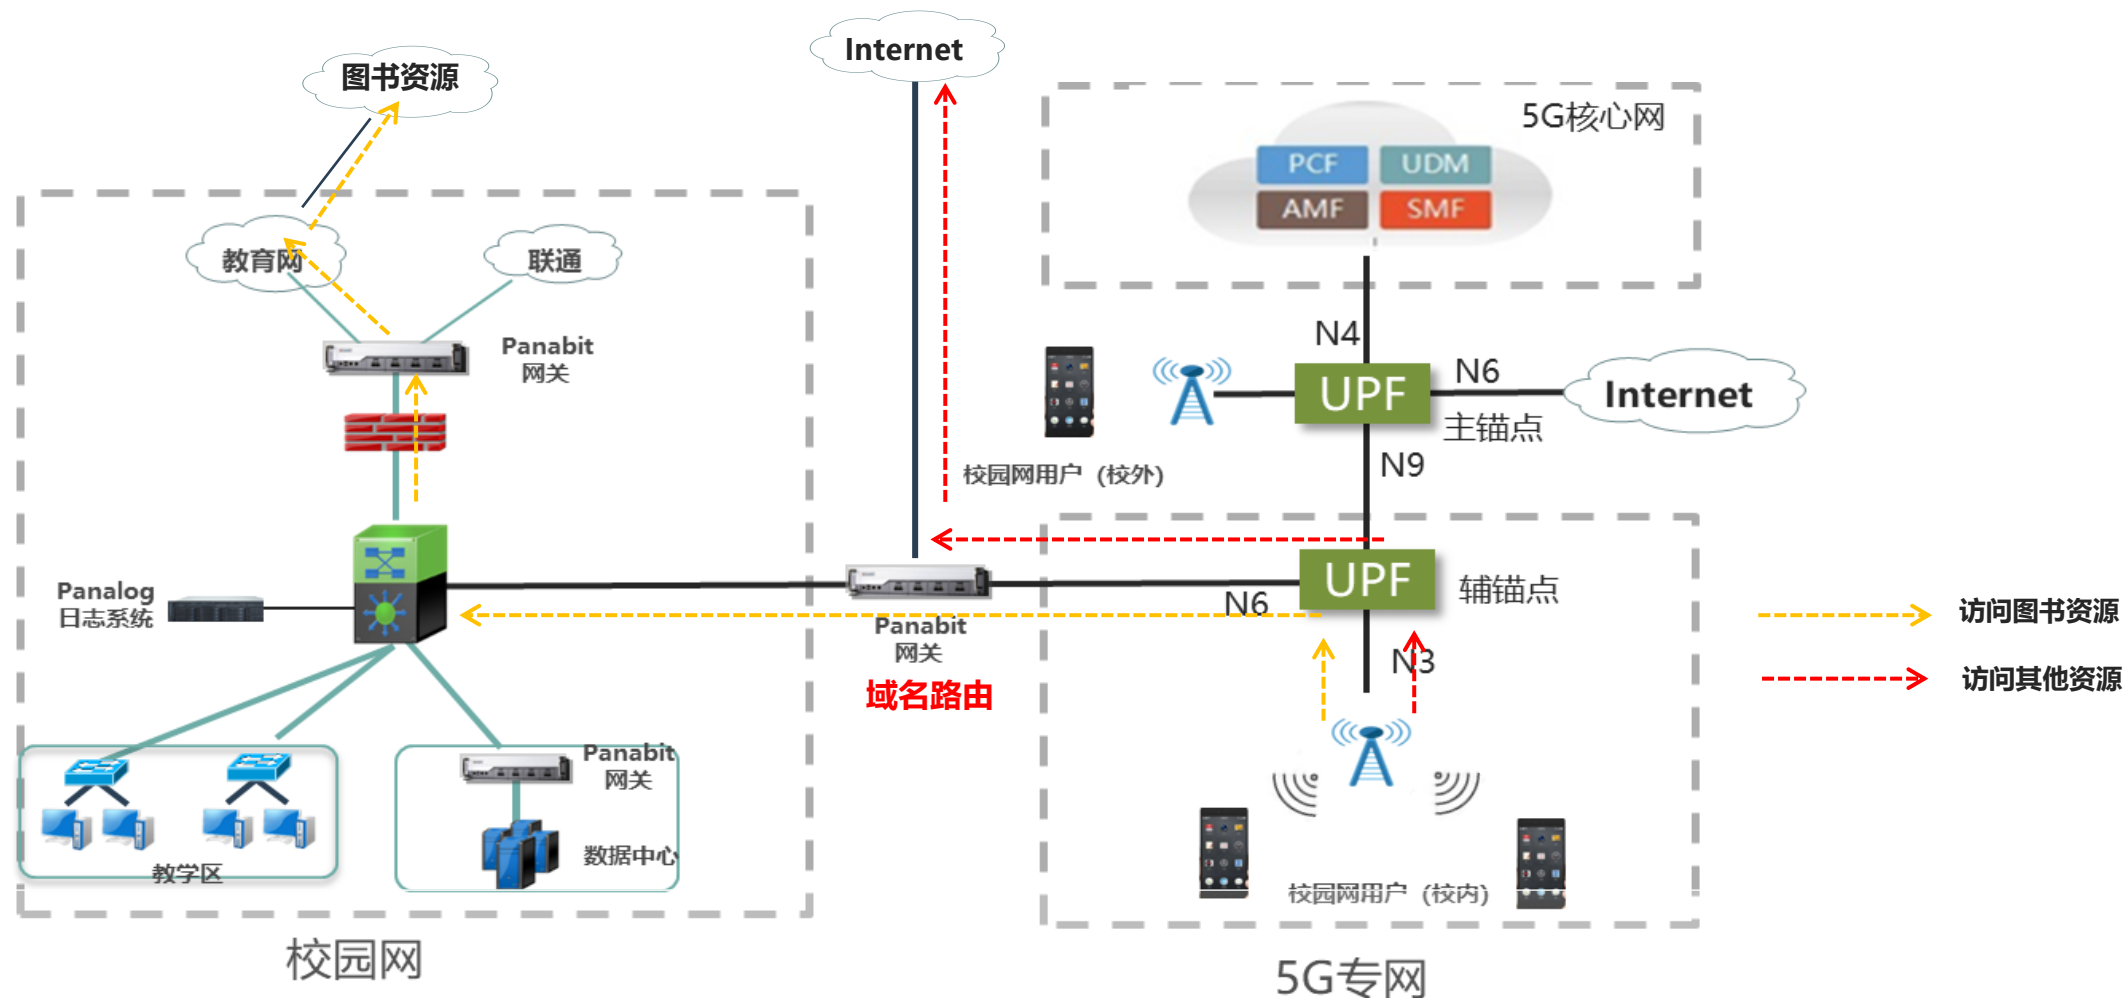 Internet
图书资源
5G核心网
PCF
UDM
AMF
SMF
教育网
联通
Panabit
网关
N4
UPF
N6
Internet
主锚点
N9
校园网用户 (校外)
Panalog
日志系统
UPF
辅锚点
N6
Panabit
网关
域名路由
N3
访问图书资源
访问其他资源
Panabit
网关
数据中心
教学区
校园网用户 (校内)
校园网
5G专网